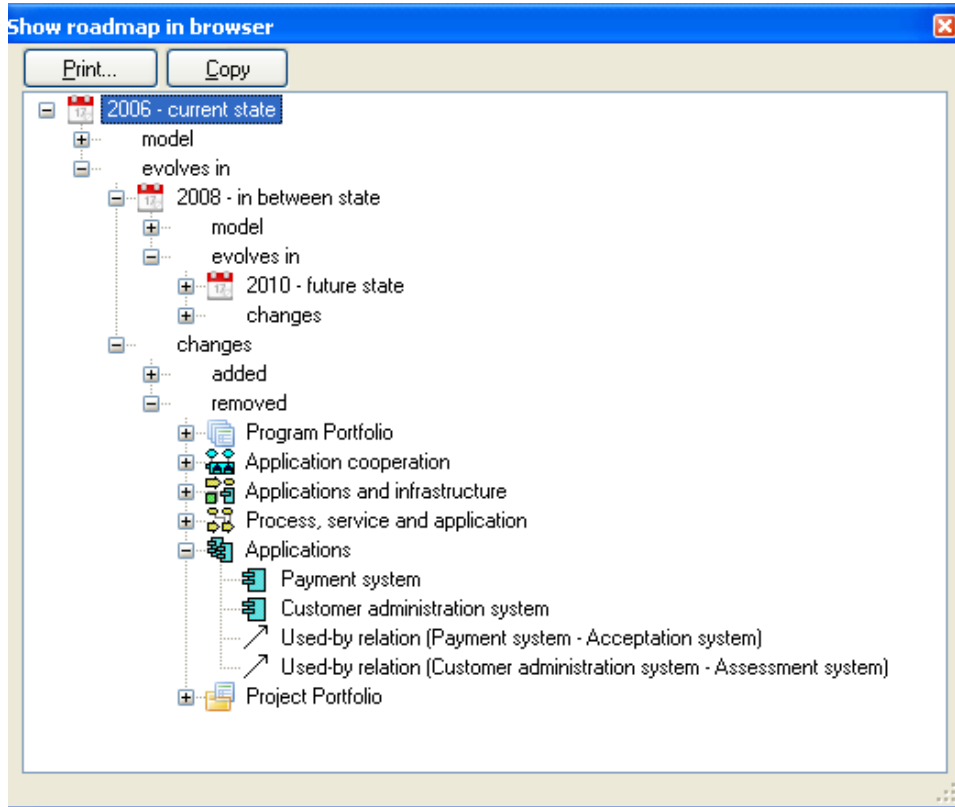 Show roadmap in browser
Print... Copy
2006 - current state
model
evolves in
2008 - in between state
model
evolves in
2010 - future state
changes
changes
added
removed
Program Portfolio
Application cooperation
Applications and infrastructure
Process, service and application
Applications
Payment system
Customer administration system
Used-by relation (Payment system - Acceptation system)
Used-by relation (Customer administration system - Assessment system)
Project Portfolio